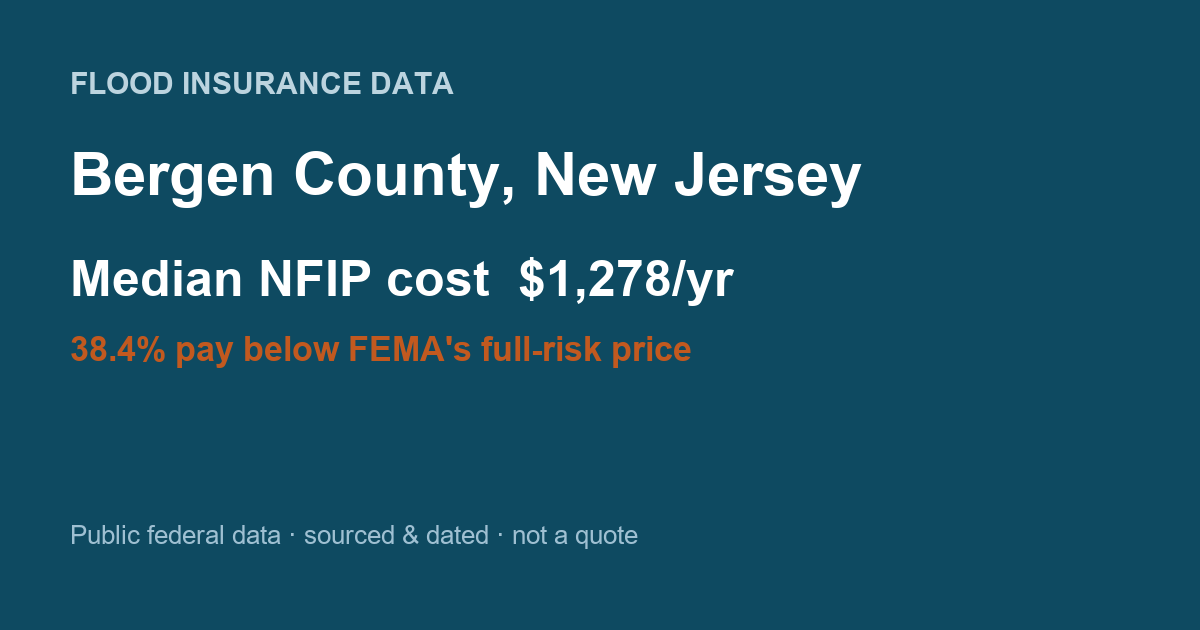 FLOOD INSURANCE DATA
Bergen County, New Jersey
Median NFIP cost  $1,278/yr
38.4% pay below FEMA's full-risk price
Public federal data · sourced & dated · not a quote